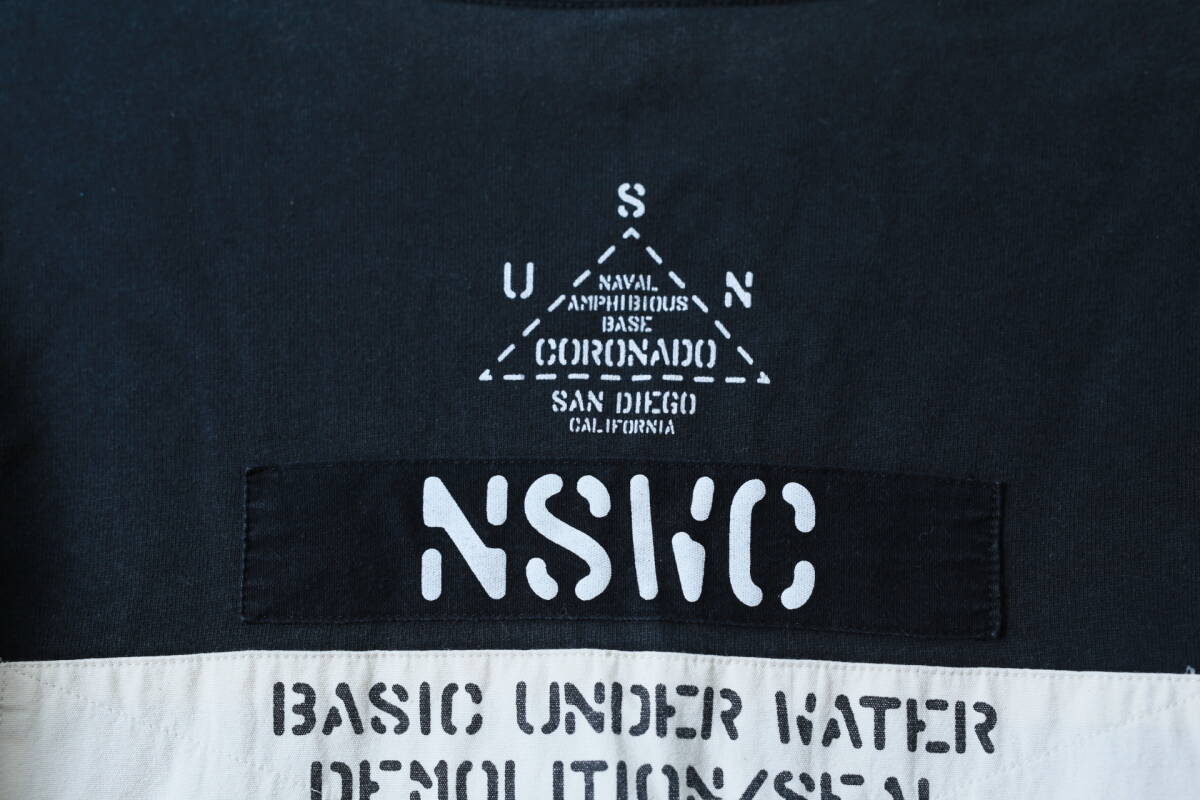 S
U N
NAVAL
AMPHIBIOUS
BASE
CORONADO
SAN DIEGO
CALIFORNIA
NSWC
BASIC UNDER WATER
DEMOLITION/SEAL